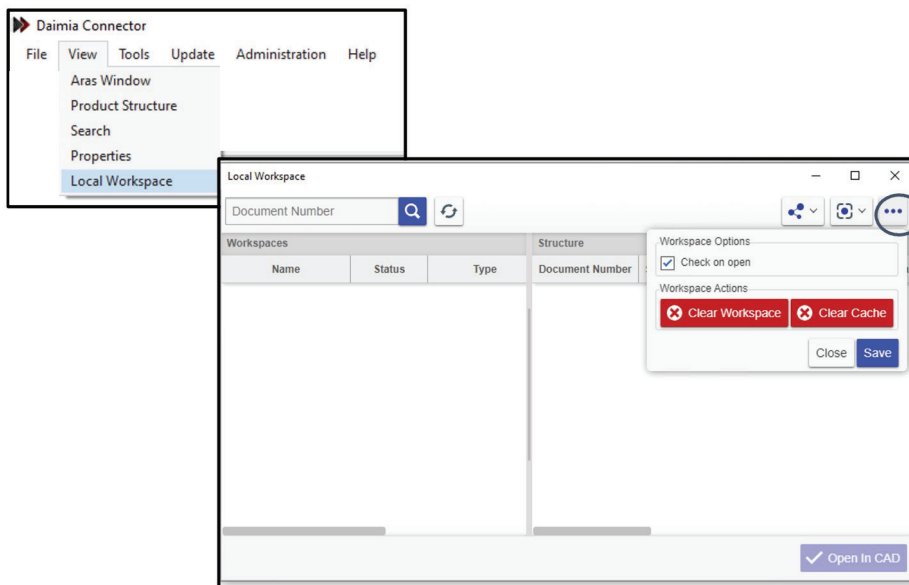 Daimia Connector
File View Tools Update Administration Help
Aras Window
Product Structure
Search
Properties
Local Workspace
Local Workspace
Document Number
Workspaces
Structure
Name Status Type
Document Number
Workspace Options
Check on open
Workspace Actions
Clear Workspace
Clear Cache
Close
Save
Open In CAD